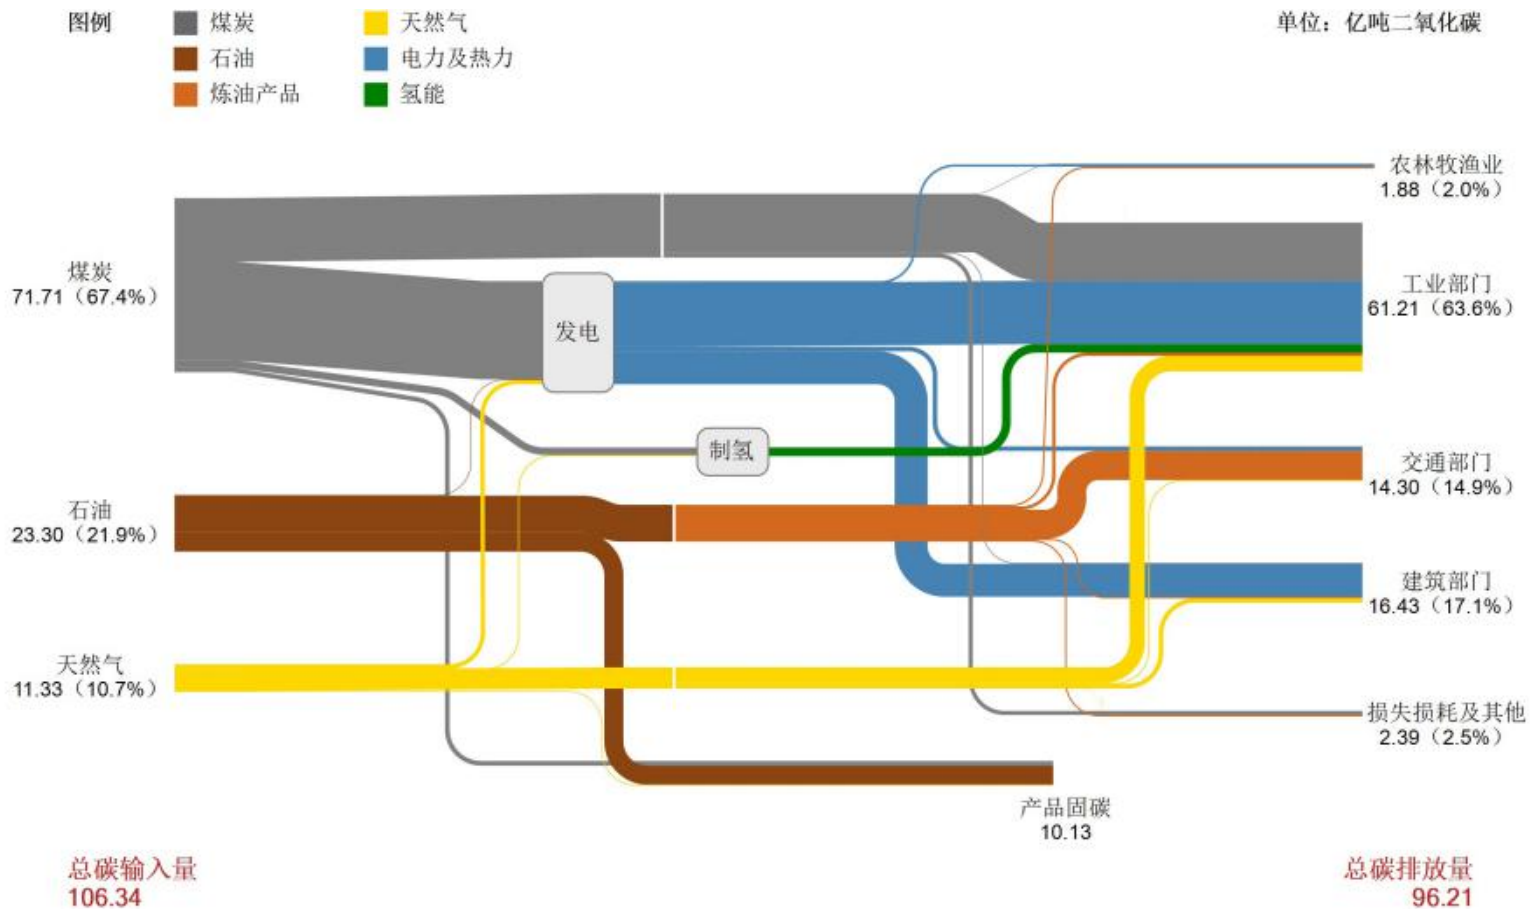 图例
煤炭
天然气
单位：亿吨二氧化碳
石油
电力及热力
炼油产品
氢能
农林牧渔业
1.88（2.0%）
煤炭
71.71（67.4%）
工业部门
61.21（63.6%）
发电
制氢
交通部门
14.30（14.9%）
石油
23.30（21.9%）
建筑部门
16.43（17.1%）
天然气
11.33（10.7%）
损失损耗及其他
2.39（2.5%）
产品固碳
10.13
总碳输入量
106.34
总碳排放量
96.21